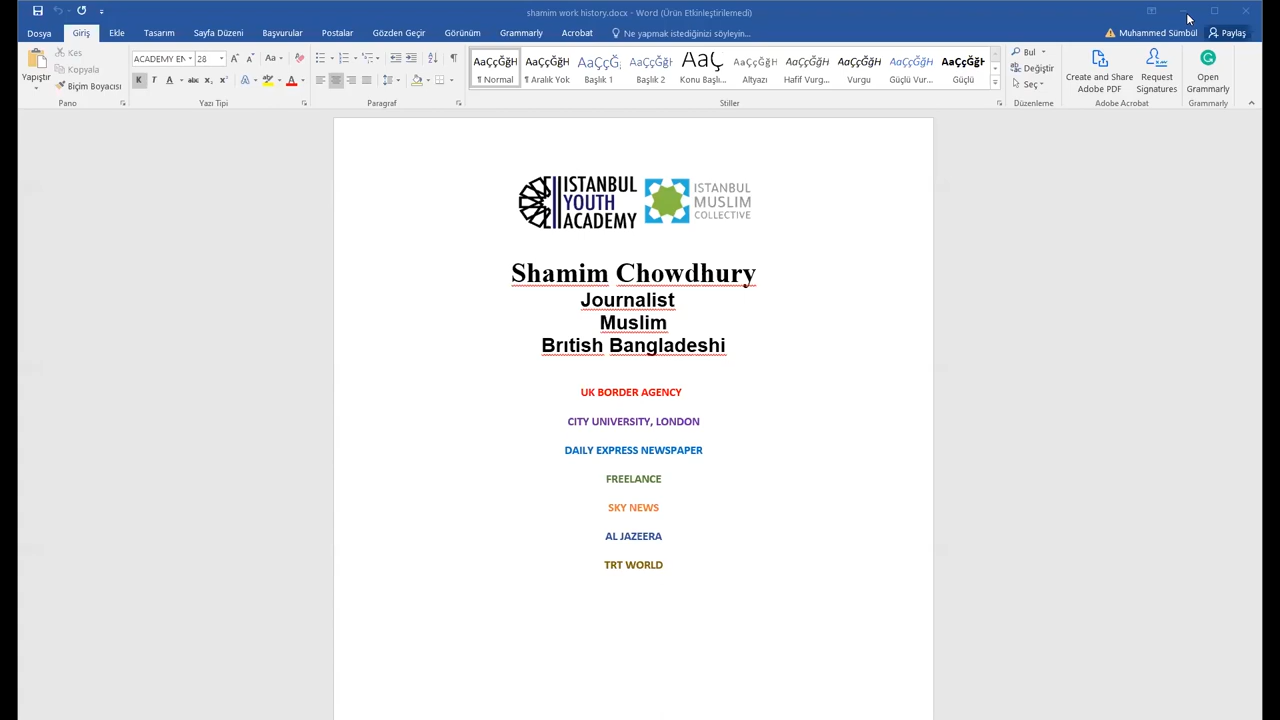 shamim work history.docx - Word (Ürün Etkinleştirilemedi)
Dosya Giriş Ekle Tasarım Sayfa Düzeni Başvurular Postalar Gözden Geçir Görünüm Grammarly Acrobat Ne yapmak istediğinizi söyleyin... Muhammed Sümbül Paylaş
Yapıştır
Kes
Kopyala
Biçim Boyacısı
Pano
ACADEMY EN 28
Yazı Tipi
Paragraf
AaÇçĞğH AaÇçĞğH AaÇçĞğ AaÇçĞğH AaÇ AaÇçĞğH AaÇçĞğH AaÇçĞğH AaÇçĞğH AaÇçĞğH
¶ Normal ¶ Aralık Yok Başlık 1 Başlık 2 Konu Başlı... Altyazı Hafif Vurg... Vurgu Güçlü Vur... Güçlü
Stiller
Bul
Değiştir
Seç
Düzenleme
Create and Share
Adobe PDF
Request
Signatures
Adobe Acrobat
Open
Grammarly
Grammarly
ISTANBUL
YOUTH
ACADEMY
ISTANBUL
MUSLIM
COLLECTIVE
Shamim Chowdhury
Journalist
Muslim
Brıtish Bangladeshi
UK BORDER AGENCY
CITY UNIVERSITY, LONDON
DAILY EXPRESS NEWSPAPER
FREELANCE
SKY NEWS
AL JAZEERA
TRT WORLD